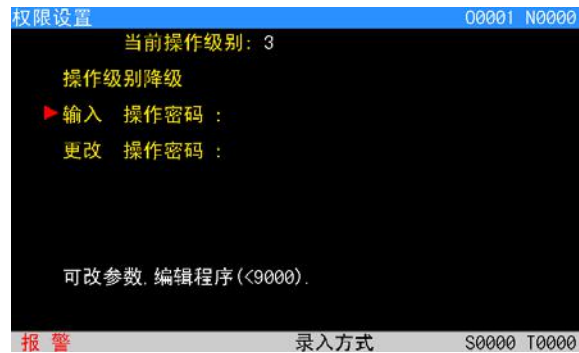 权限设置 O0001 N0000
当前操作级别: 3
操作级别降级
输入 操作密码 :
更改 操作密码 :
可改参数.编辑程序(<9000).
报 警 录入方式 S0000 T0000